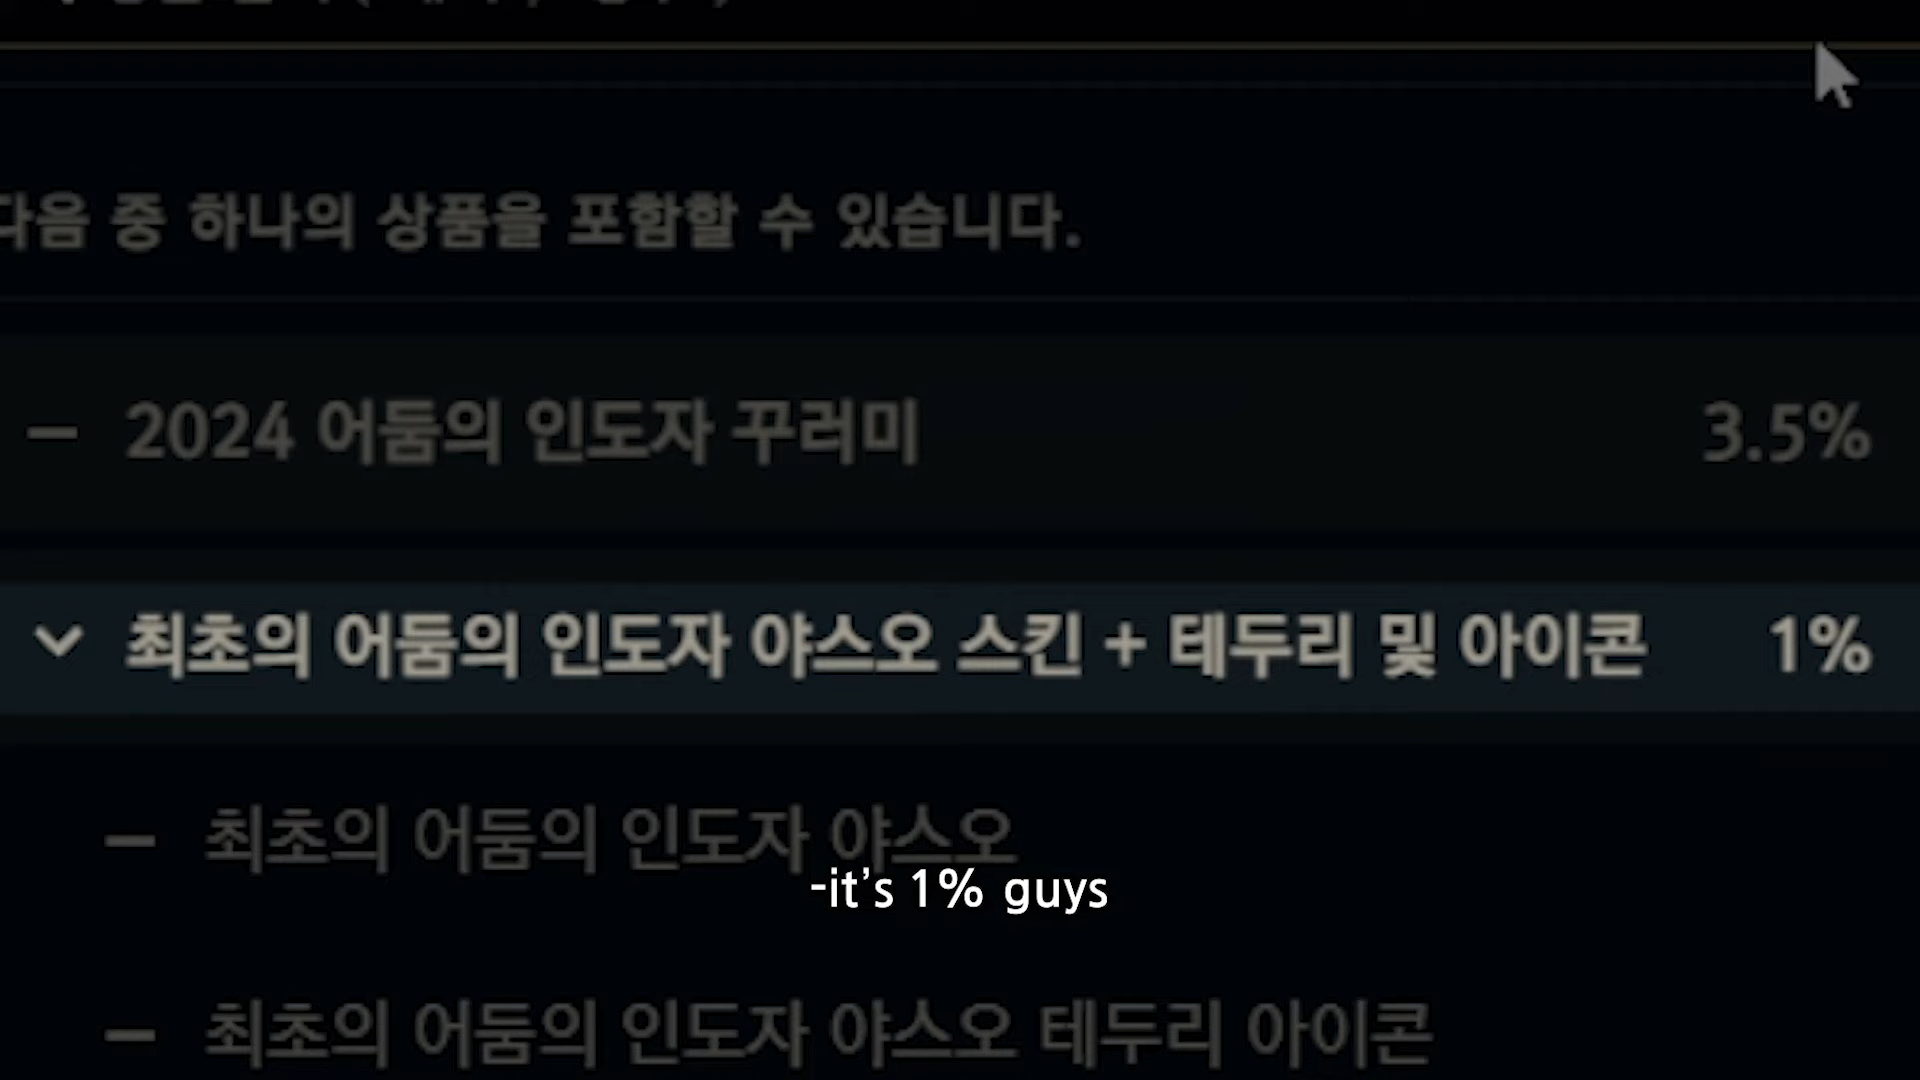 다음 중 하나의 상품을 포함할 수 있습니다.
— 2024 어둠의 인도자 꾸러미 3.5%
최초의 어둠의 인도자 야스오 스킨 + 테두리 및 아이콘 1%
— 최초의 어둠의 인도자 야스오
-it’s 1% guys
— 최초의 어둠의 인도자 야스오 테두리 아이콘